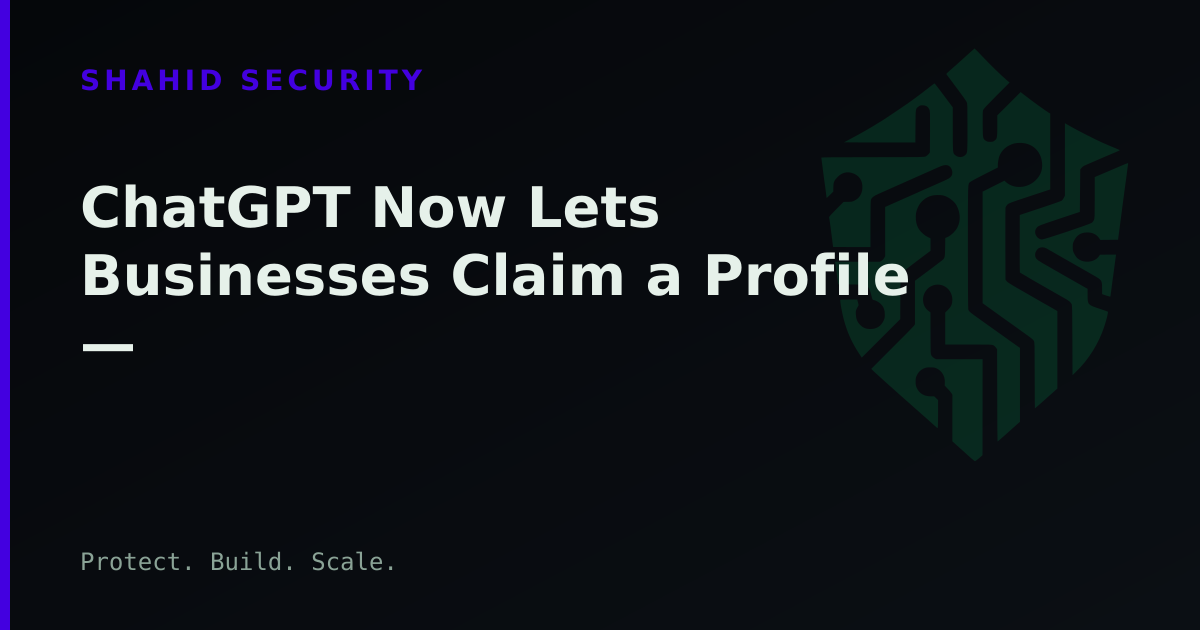 SHAHID SECURITY
ChatGPT Now Lets
Businesses Claim a Profile
—
Protect. Build. Scale.